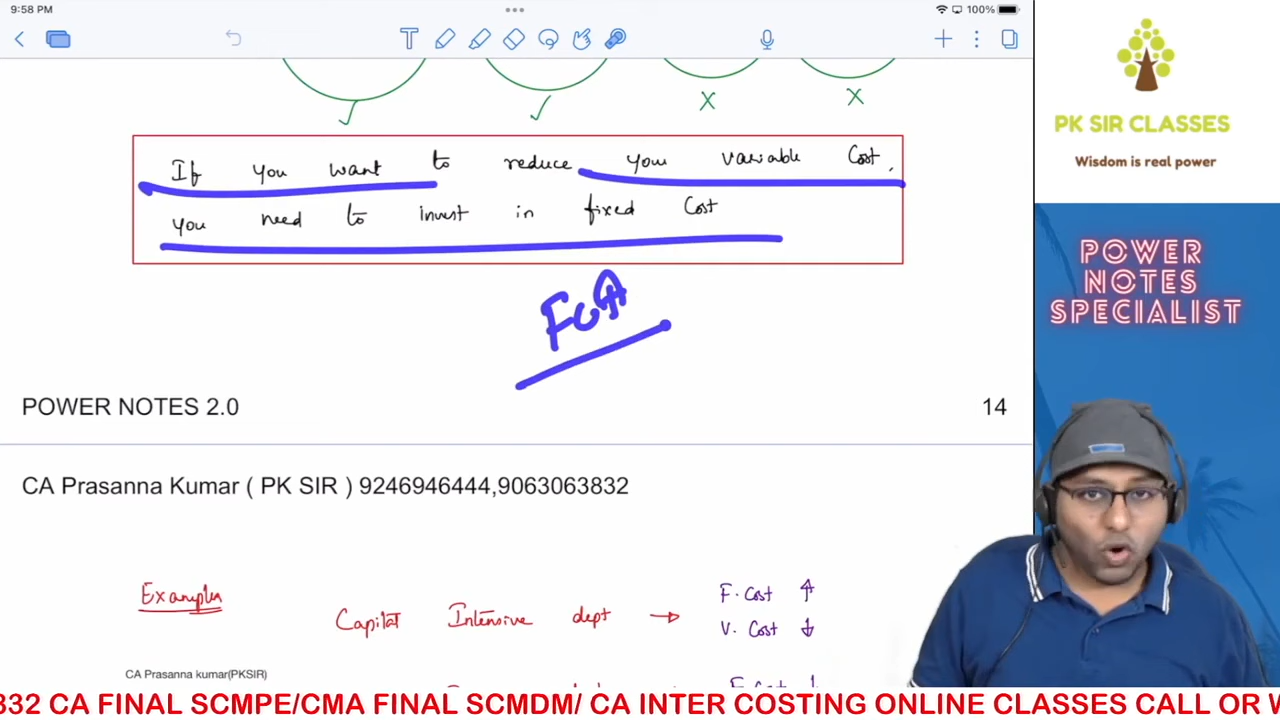 9:58 PM
100%
T
X
X
If you want to reduce your variable Cost,
you need to invest in fixed Cost
FC↑
POWER NOTES 2.0
14
CA Prasanna Kumar ( PK SIR ) 9246946444,9063063832
Examples
Capital Intensive dept → F. Cost ↑
V. Cost ↓
CA Prasanna kumar(PKSIR)
PK SIR CLASSES
Wisdom is real power
POWER
NOTES
SPECIALIST
332 CA FINAL SCMPE/CMA FINAL SCMDM/ CA INTER COSTING ONLINE CLASSES CALL OR W